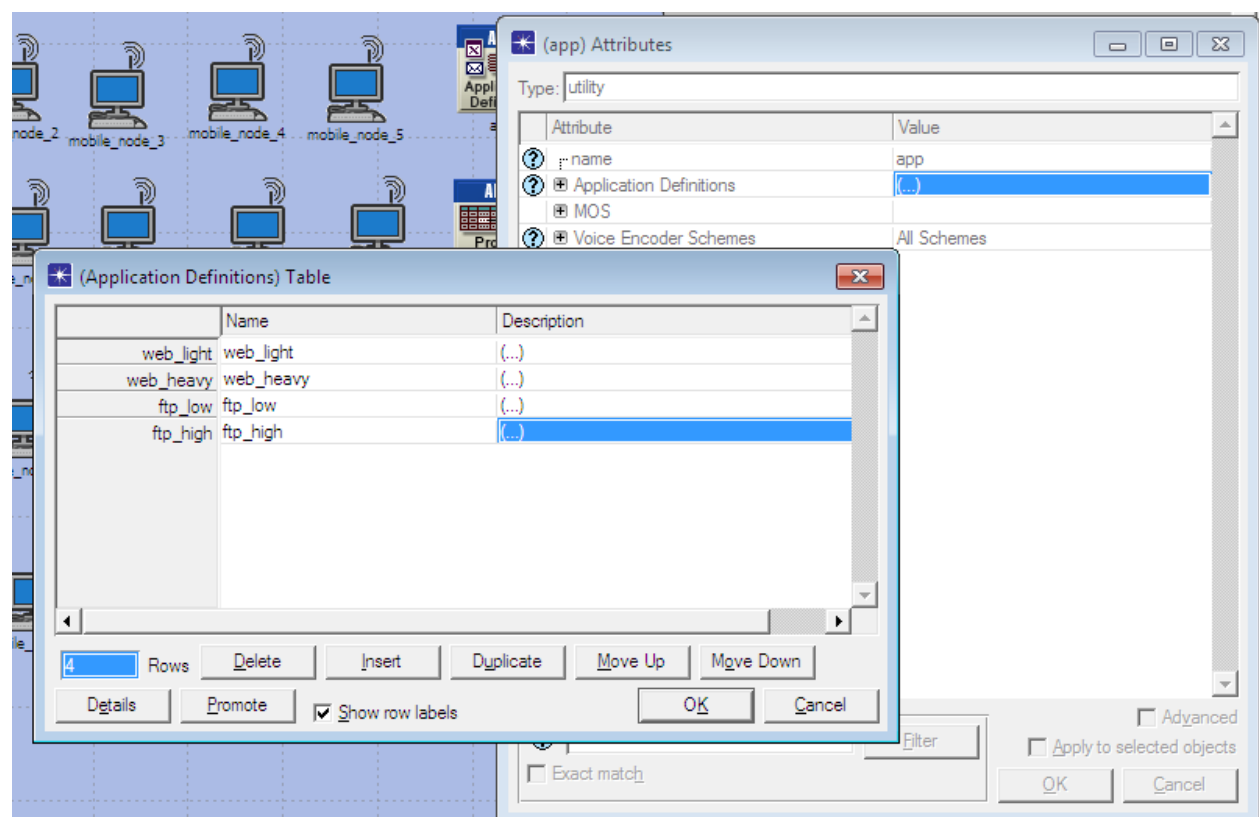 (app) Attributes
Type: utility
Attribute Value
name app
Application Definitions (...)
MOS
Voice Encoder Schemes All Schemes
node_2 mobile_node_3 mobile_node_4 mobile_node_5
(Application Definitions) Table
Name Description
web_light web_light (...)
web_heavy web_heavy (...)
ftp_low ftp_low (...)
ftp_high ftp_high (...)
4 Rows Delete Insert Duplicate Move Up Move Down
Details Promote Show row labels OK Cancel
Filter
Advanced
Apply to selected objects
Exact match
OK Cancel